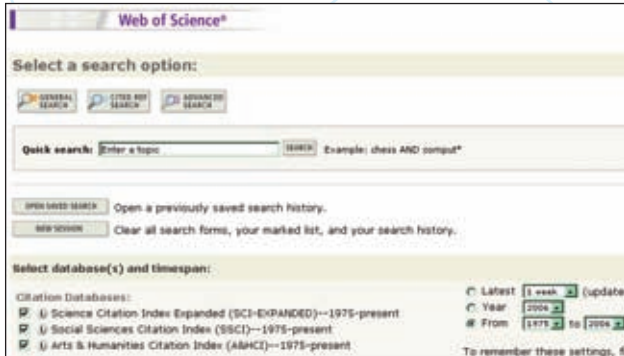 Web of Science®
Select a search option:
GENERAL SEARCH CITED REF SEARCH ADVANCED SEARCH
Quick search: Enter a topic SEARCH Example: chess AND comput*
OPEN SAVED SEARCH Open a previously saved search history.
NEW SESSION Clear all search forms, your marked list, and your search history.
Select database(s) and timespan:
Citation Databases:
Science Citation Index Expanded (SCI-EXPANDED)--1975-present
Social Sciences Citation Index (SSCI)--1975-present
Arts & Humanities Citation Index (A&HCI)--1975-present
Latest 1 week (update
Year 2006
From 1975 to 2006
To remember these settings, f